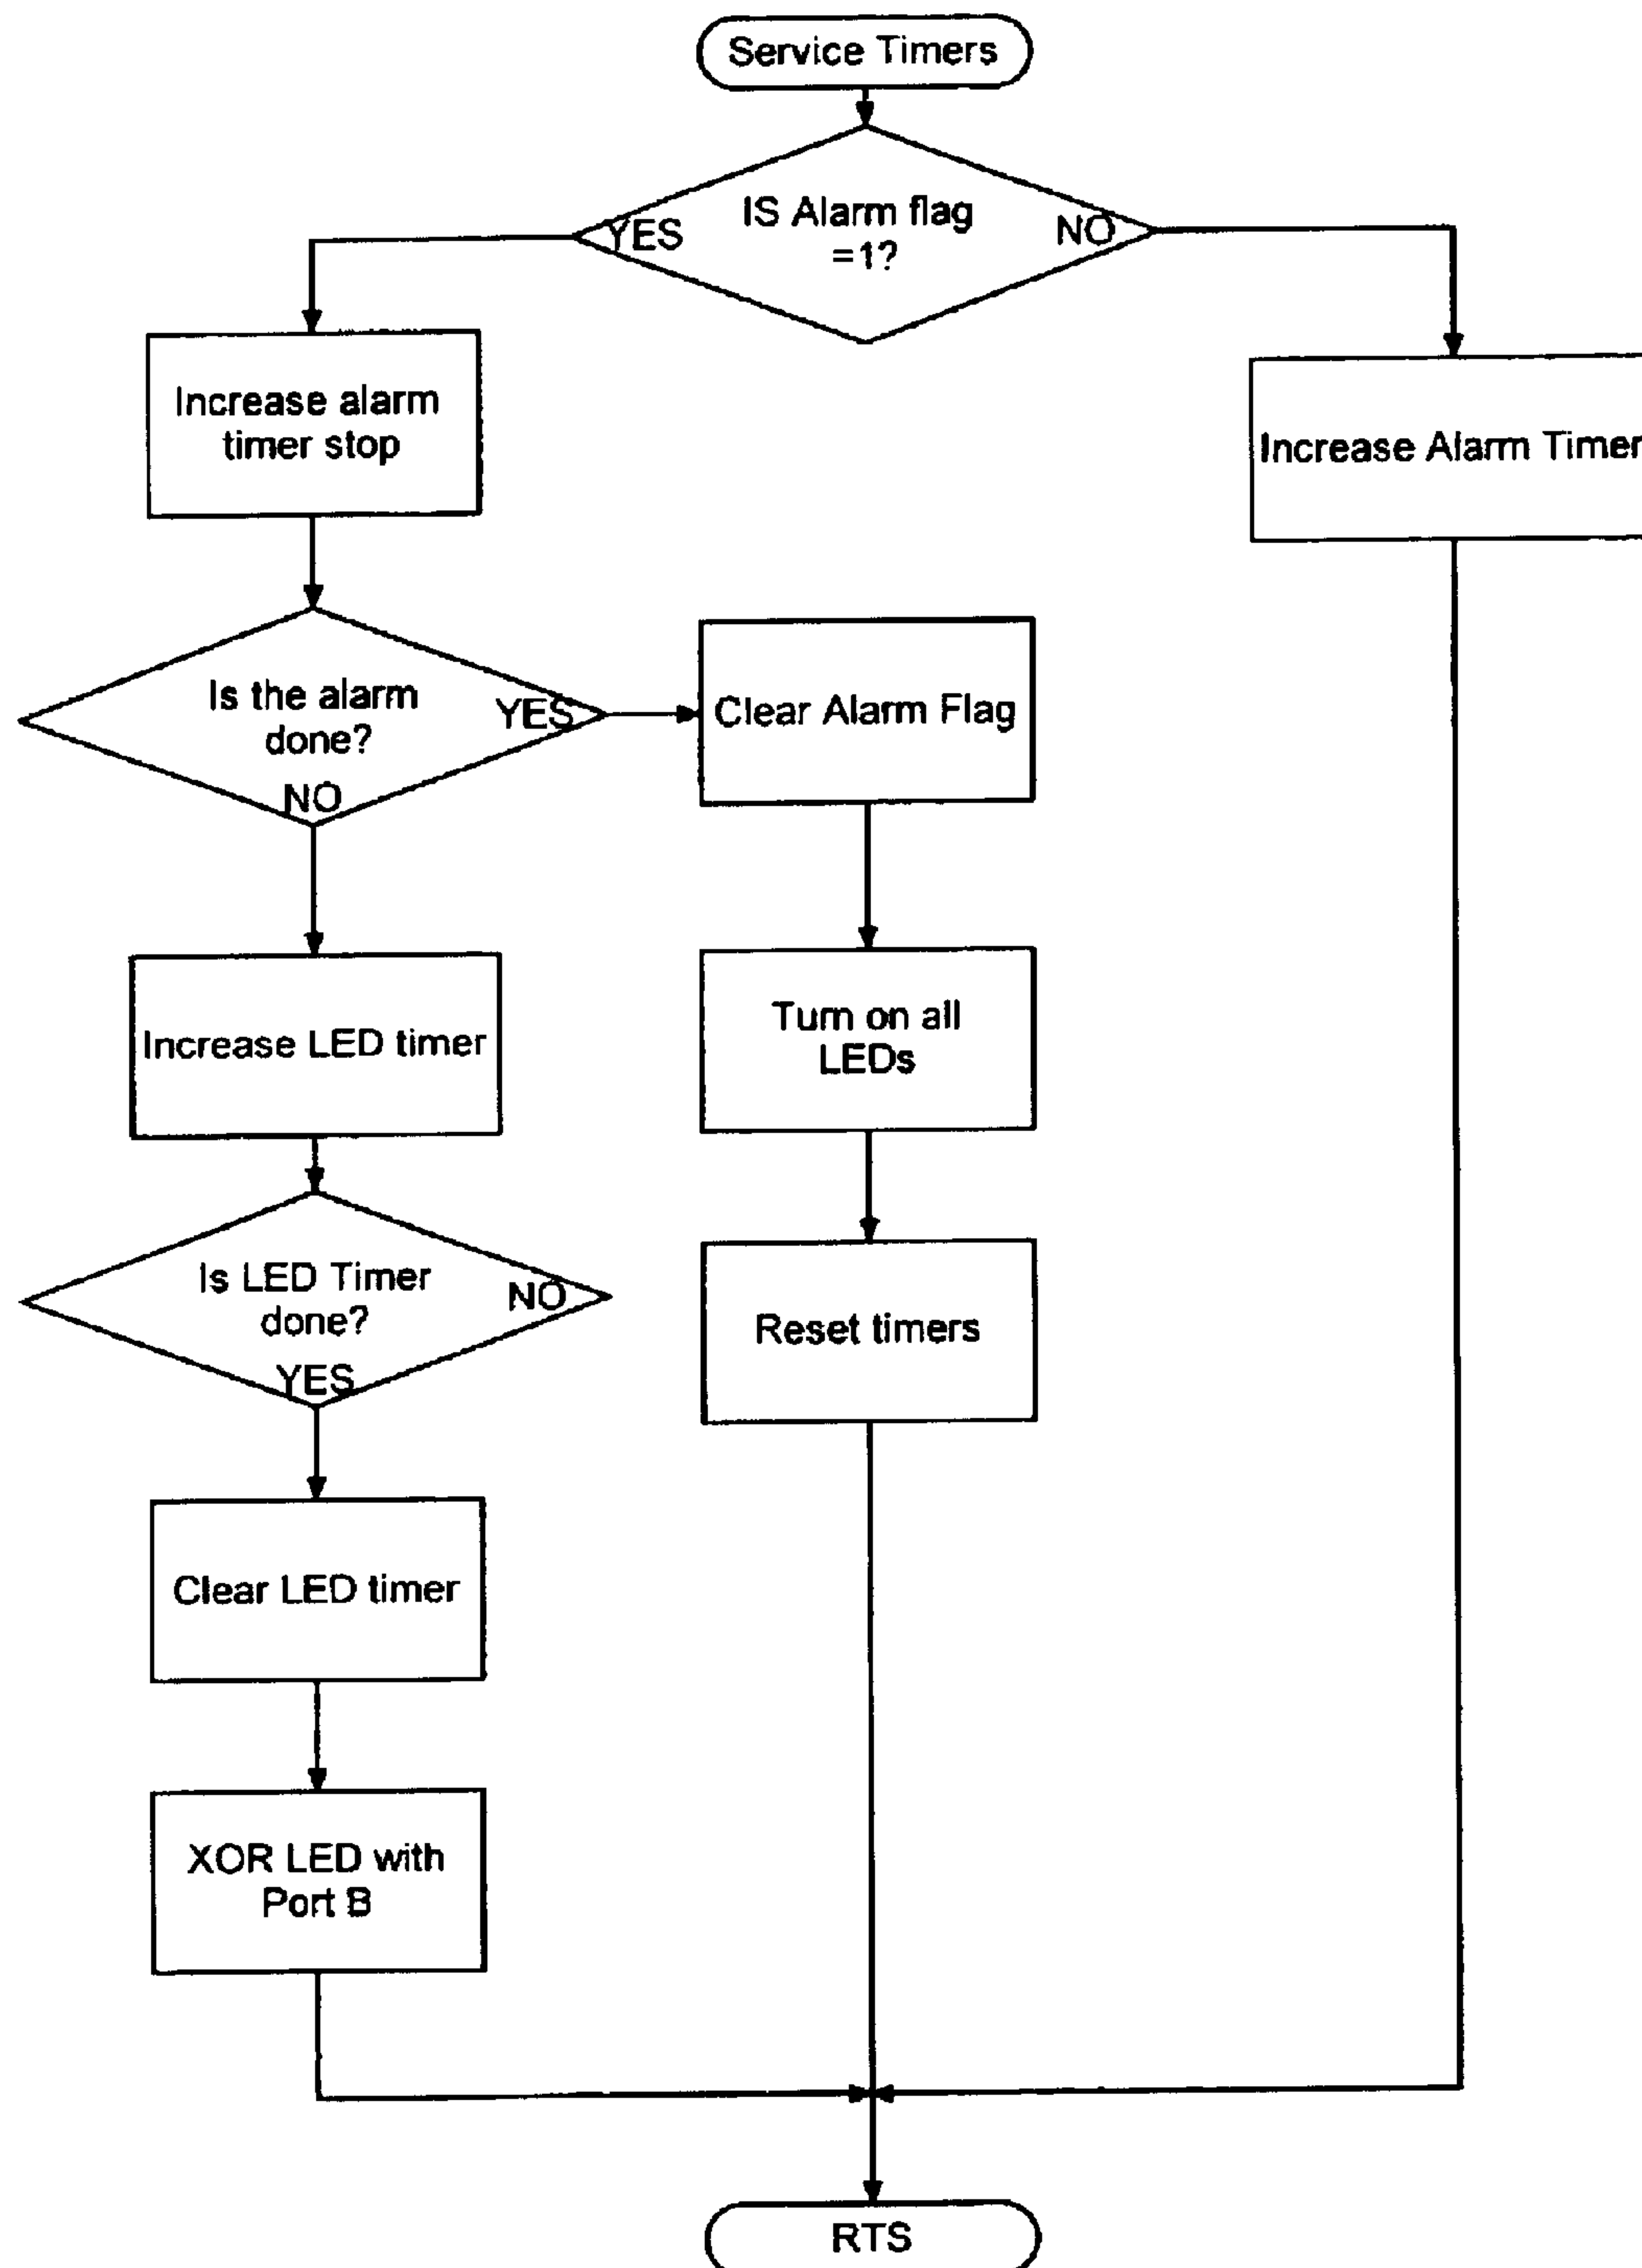 Service Timers
IS Alarm flag
=1?
YES
NO
Increase alarm
timer stop
Increase Alarm Timer
Is the alarm
done?
YES
NO
Clear Alarm Flag
Increase LED timer
Turn on all
LEDs
Is LED Timer
done?
NO
YES
Reset timers
Clear LED timer
XOR LED with
Port B
RTS